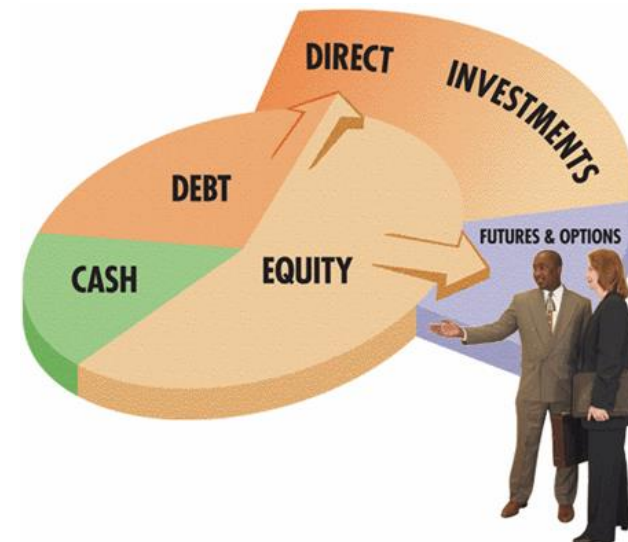 DIRECT
INVESTMENTS
DEBT
FUTURES & OPTIONS
CASH
EQUITY